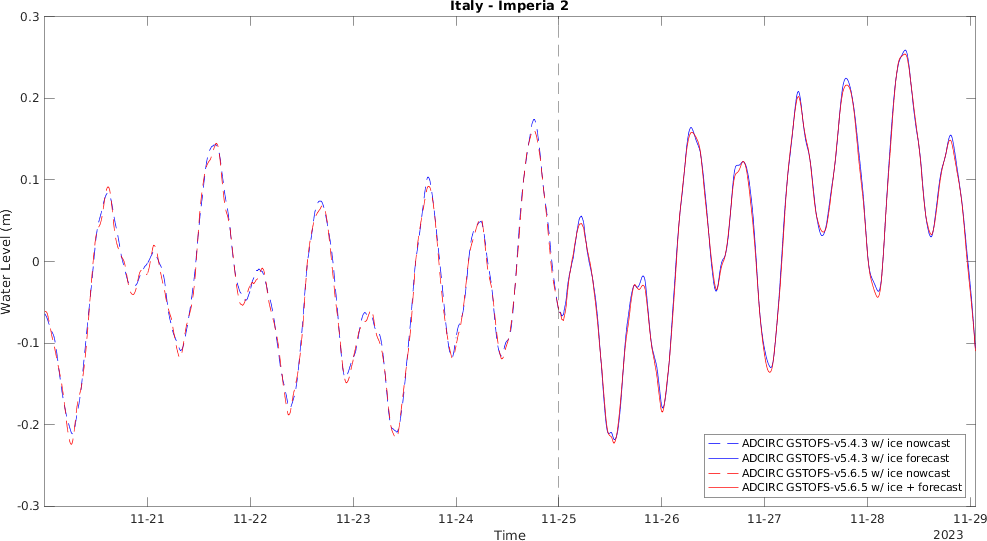 Italy - Imperia 2
0.3
0.2
0.1
0
-0.1
-0.2
-0.3
Water Level (m)
11-21
11-22
11-23
11-24
11-25
11-26
11-27
11-28
11-29
Time
2023
ADCIRC GSTOFS-v5.4.3 w/ ice nowcast
ADCIRC GSTOFS-v5.4.3 w/ ice forecast
ADCIRC GSTOFS-v5.6.5 w/ ice nowcast
ADCIRC GSTOFS-v5.6.5 w/ ice + forecast